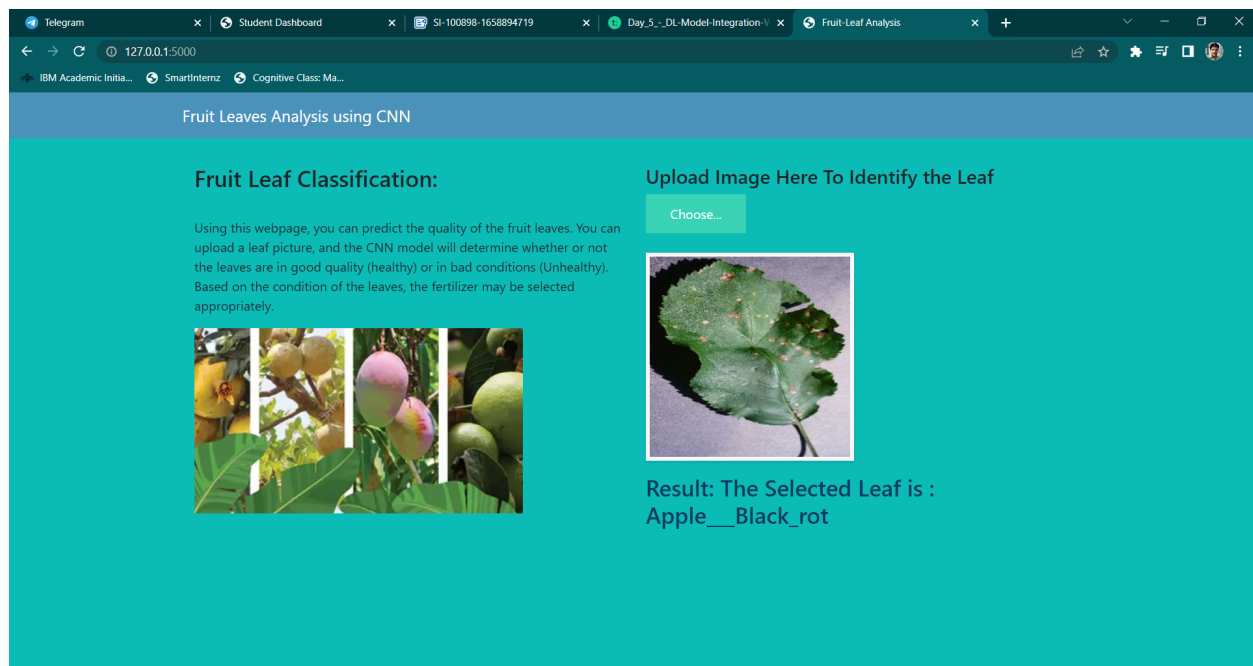 Telegram
Student Dashboard
SI-100898-1658894719
Day_5_-_DL-Model-Integration-W
Fruit-Leaf Analysis
127.0.0.1:5000
IBM Academic Initia...
SmartInternz
Cognitive Class: Ma...
Fruit Leaves Analysis using CNN
Fruit Leaf Classification:
Using this webpage, you can predict the quality of the fruit leaves. You can
upload a leaf picture, and the CNN model will determine whether or not
the leaves are in good quality (healthy) or in bad conditions (Unhealthy).
Based on the condition of the leaves, the fertilizer may be selected
appropriately.
Upload Image Here To Identify the Leaf
Choose...
Result: The Selected Leaf is :
Apple___Black_rot